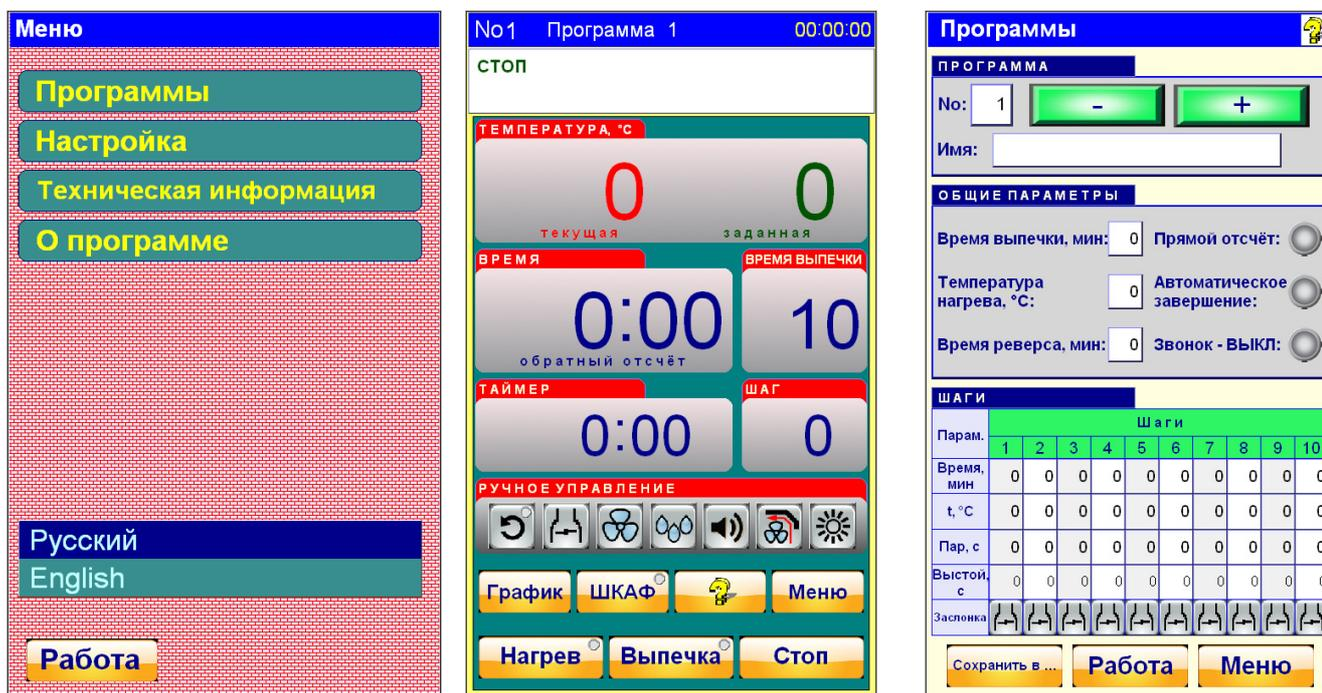 Меню
Программы
Настройка
Техническая информация
О программе
Русский
English
Работа
No1 Программа 1 00:00:00
СТОП
ТЕМПЕРАТУРА, °С
0 0
текущая заданная
ВРЕМЯ ВРЕМЯ ВЫПЕЧКИ
0:00 10
обратный отсчёт
ТАЙМЕР ШАГ
0:00 0
РУЧНОЕ УПРАВЛЕНИЕ
График ШКАФ Меню
Нагрев Выпечка Стоп
Программы
ПРОГРАММА
No: 1 - +
Имя:
ОБЩИЕ ПАРАМЕТРЫ
Время выпечки, мин: 0 Прямой отсчёт:
Температура нагрева, °С: 0 Автоматическое завершение:
Время реверса, мин: 0 Звонок - ВЫКЛ:
ШАГИ
Парам. Шаги
1 2 3 4 5 6 7 8 9 10
Время, мин 0 0 0 0 0 0 0 0 0 0
t, °С 0 0 0 0 0 0 0 0 0 0
Пар, с 0 0 0 0 0 0 0 0 0 0
Выстой, с 0 0 0 0 0 0 0 0 0 0
Заслонка
Сохранить в ... Работа Меню